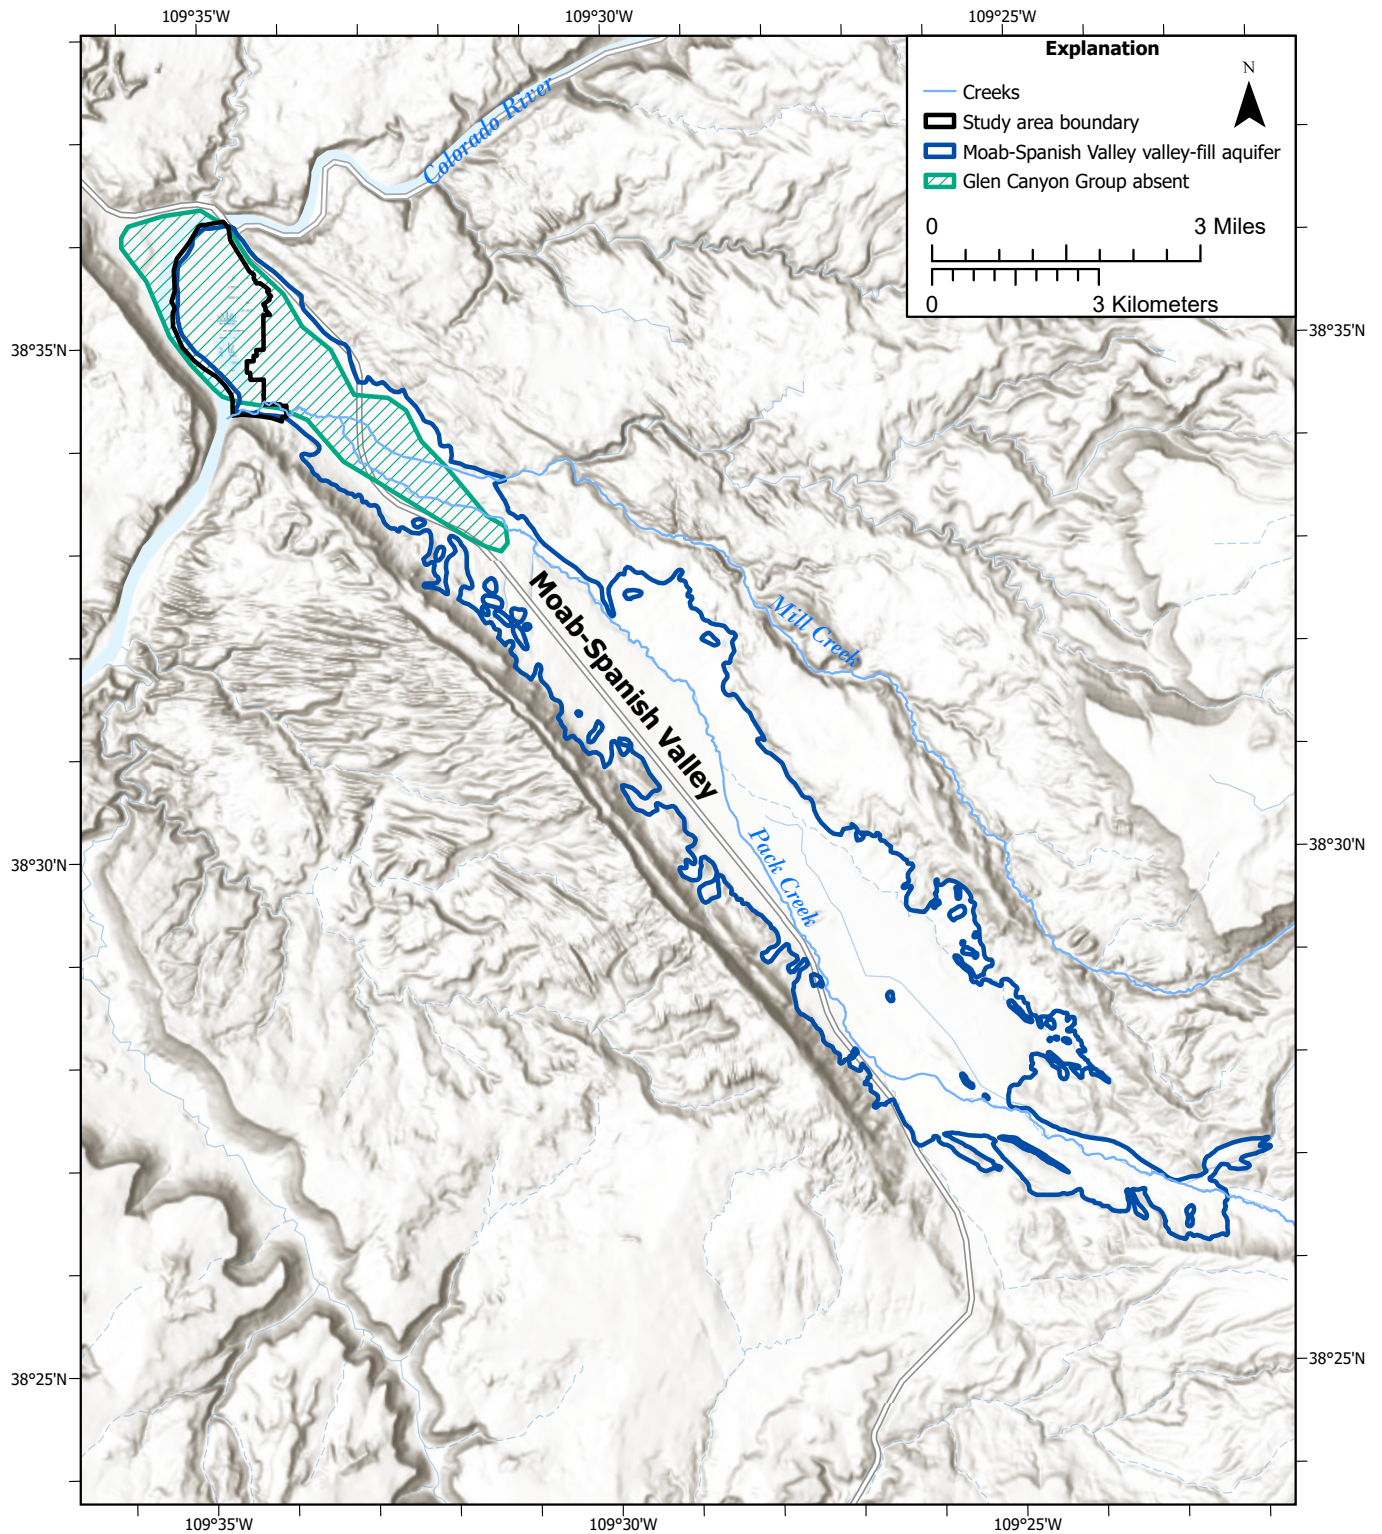 109°35'W
109°30'W
109°25'W
Explanation
N
Creeks
Study area boundary
Moab-Spanish Valley valley-fill aquifer
Glen Canyon Group absent
0
3 Miles
0
3 Kilometers
Colorado River
38°35'N
38°35'N
Moab-Spanish Valley
Mill Creek
Pack Creek
38°30'N
38°30'N
38°25'N
38°25'N
109°35'W
109°30'W
109°25'W